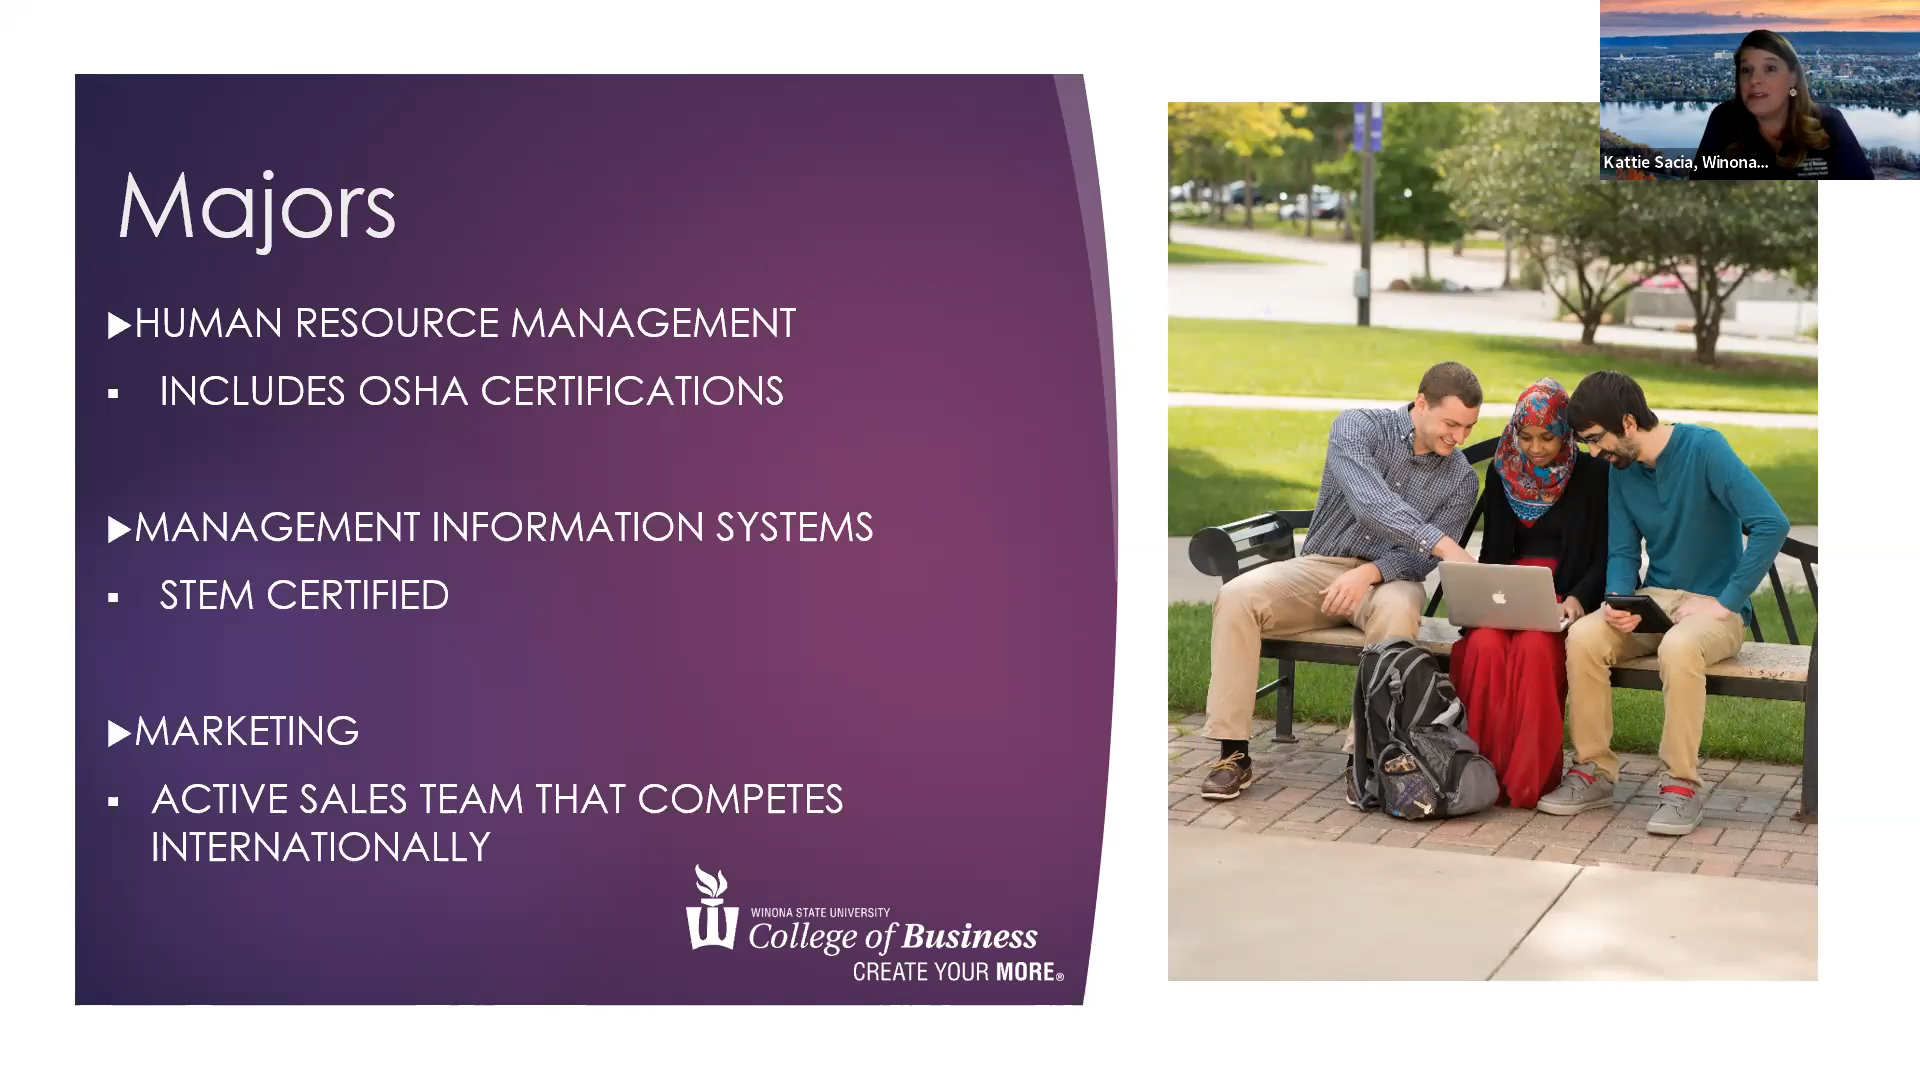 Majors
▶HUMAN RESOURCE MANAGEMENT
▪ INCLUDES OSHA CERTIFICATIONS
▶MANAGEMENT INFORMATION SYSTEMS
▪ STEM CERTIFIED
▶MARKETING
▪ ACTIVE SALES TEAM THAT COMPETES
INTERNATIONALLY
WINONA STATE UNIVERSITY
College of Business
CREATE YOUR MORE®
Kattie Sacia, Winona...